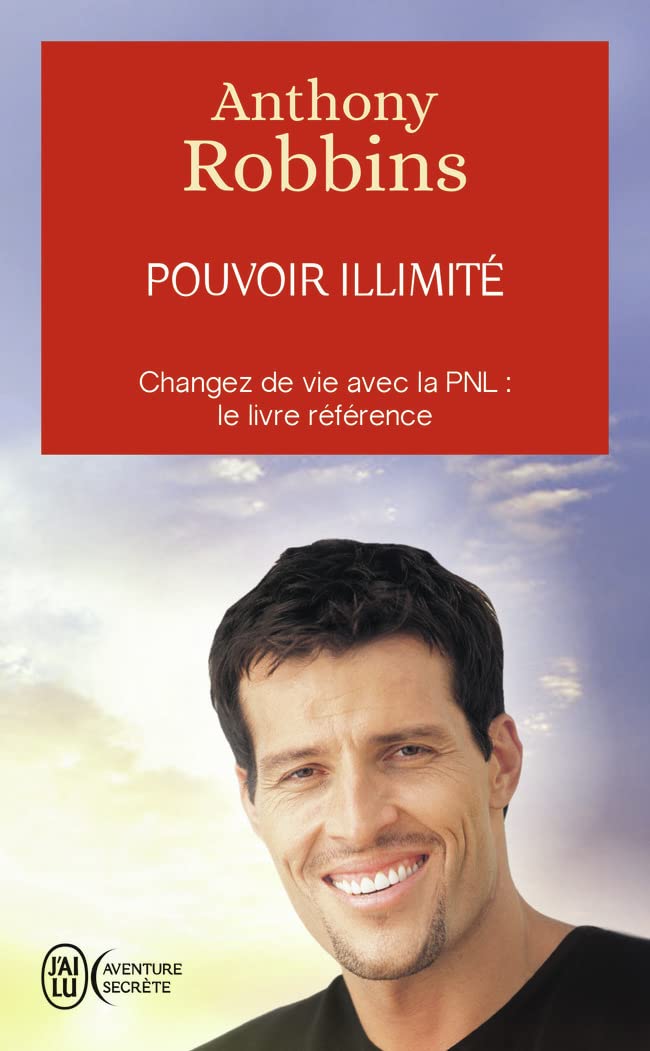 Anthony
Robbins
POUVOIR ILLIMITÉ
Changez de vie avec la PNL :
le livre référence
J'AI
LU
AVENTURE
SECRÈTE